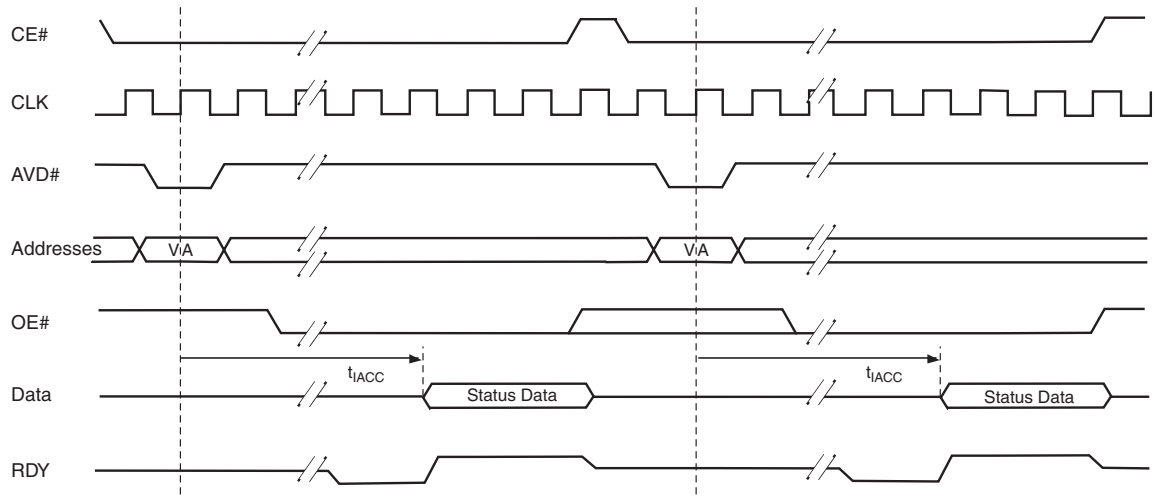 CE#
CLK
AVD#
Addresses VA VA
OE#
tIACC tIACC
Data Status Data Status Data
RDY